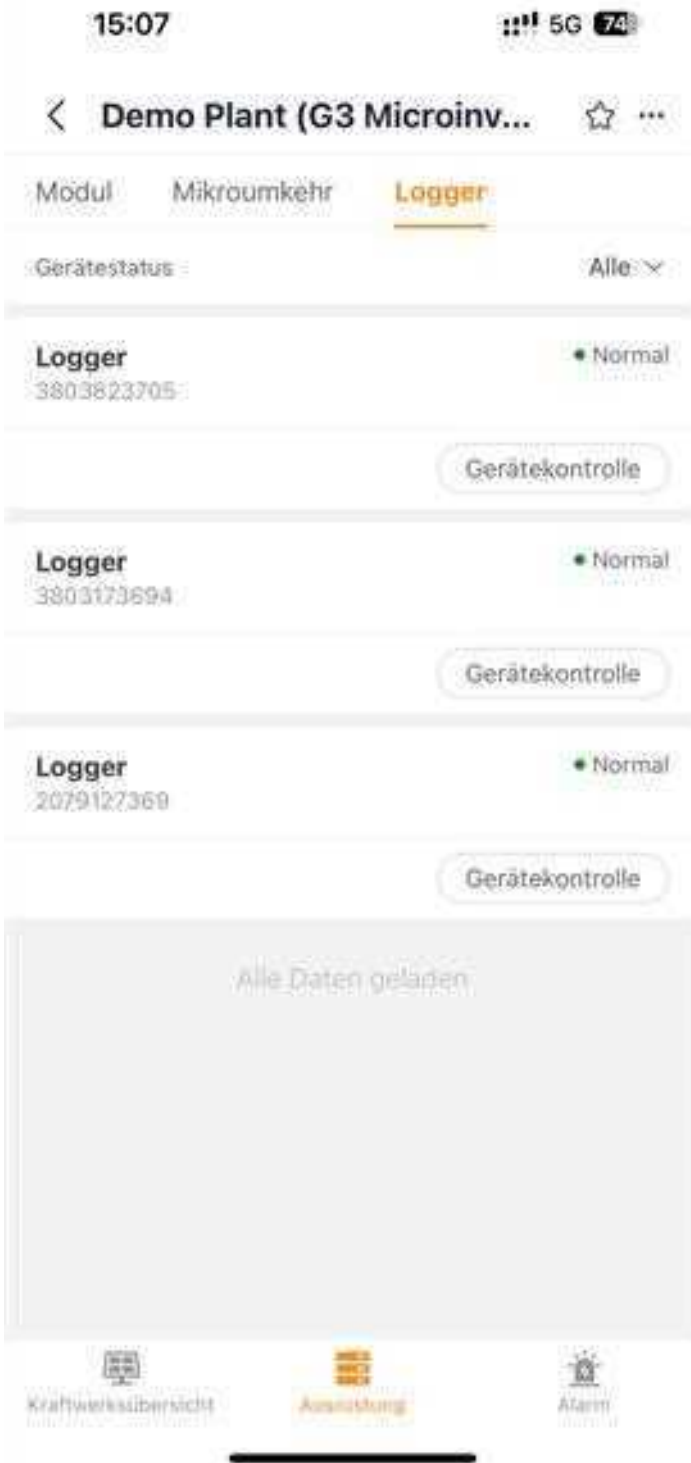 15:07 5G 74
Demo Plant (G3 Microinv...
Modul Mikroumkehr Logger
Gerätestatus Alle
Logger Normal
3803823705
Gerätekontrolle
Logger Normal
3803173694
Gerätekontrolle
Logger Normal
2079127369
Gerätekontrolle
Alle Daten geladen
Kraftwerksübersicht Ausrüstung Alarm